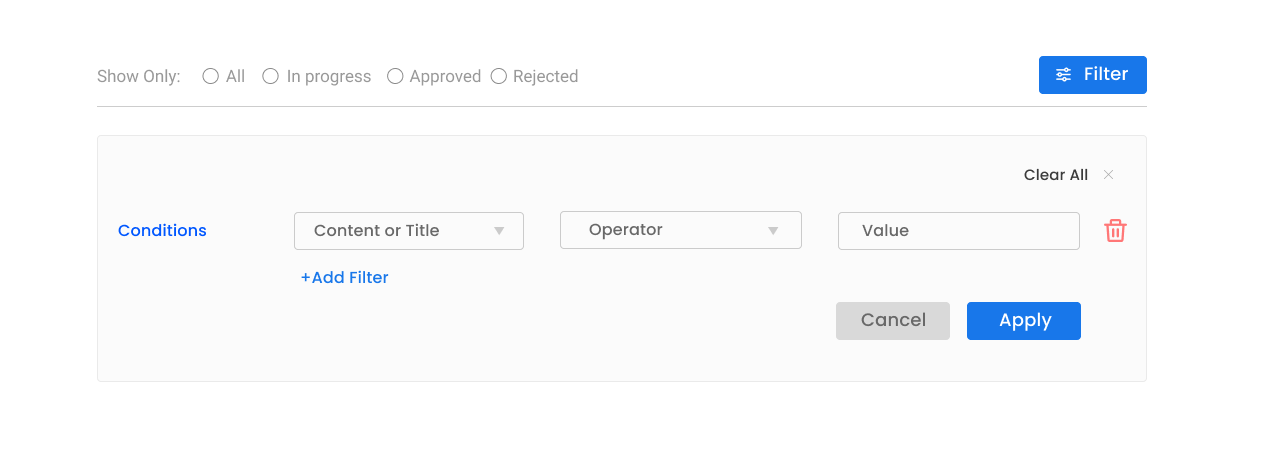 Show Only: All In progress Approved Rejected Filter
Clear All
Conditions Content or Title Operator Value
+Add Filter
Cancel Apply